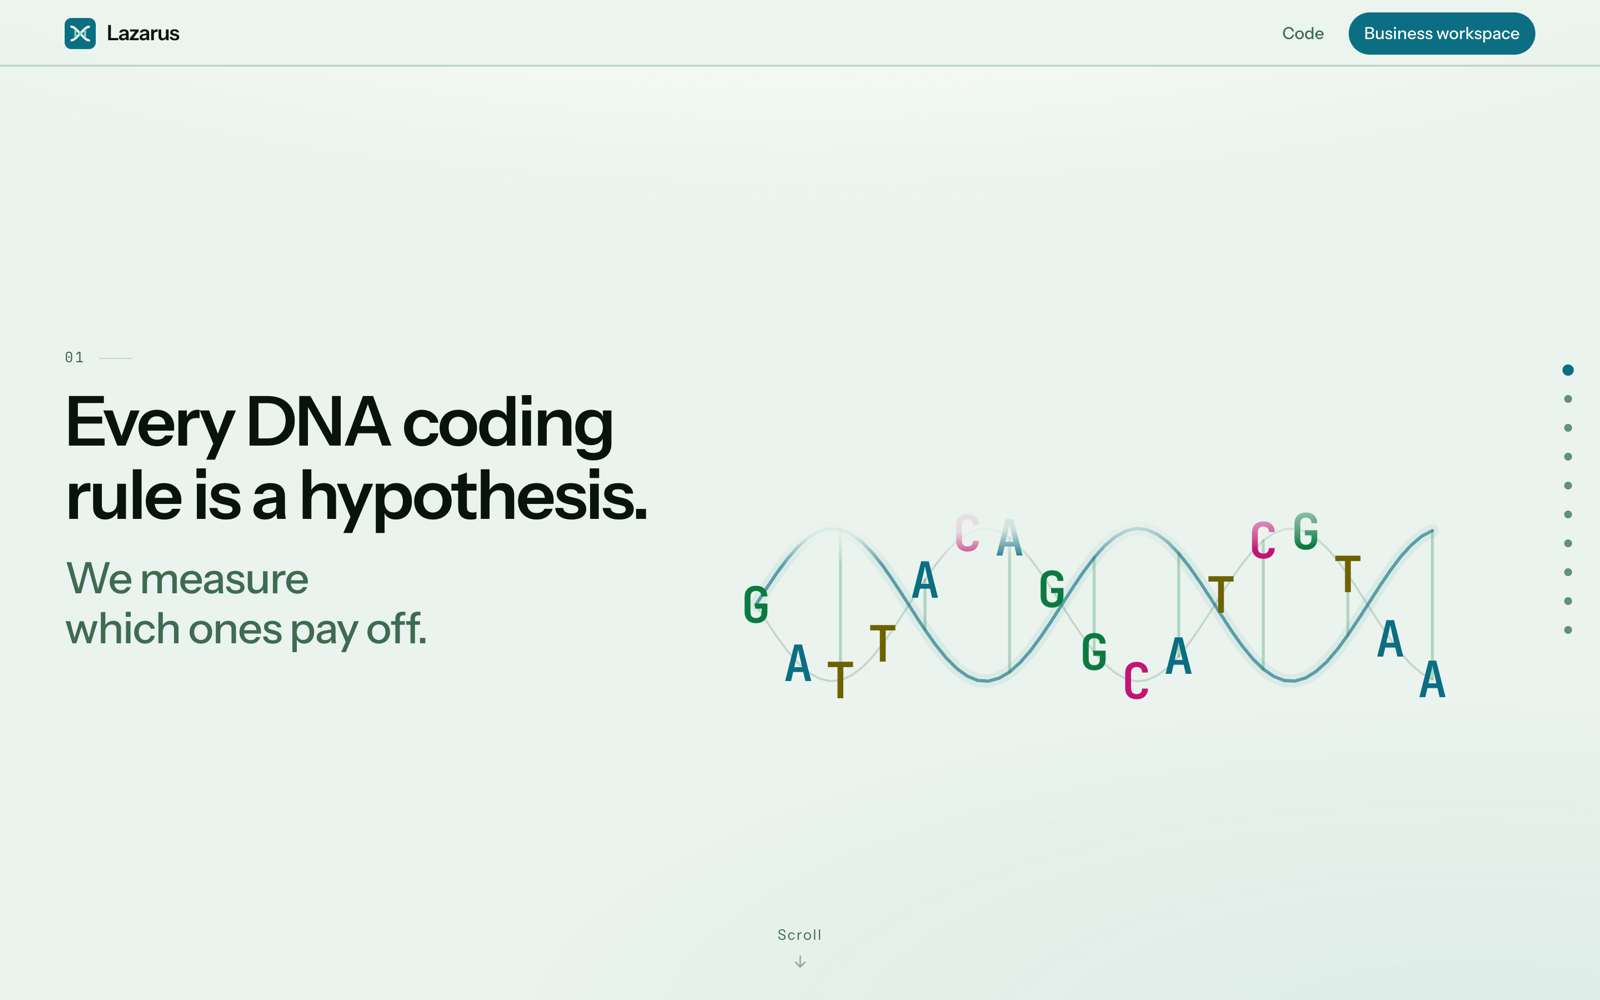 Lazarus
Code
Business workspace
01
Every DNA coding
rule is a hypothesis.
We measure
which ones pay off.
G A T T A C A G G C A T C G T A A
Scroll